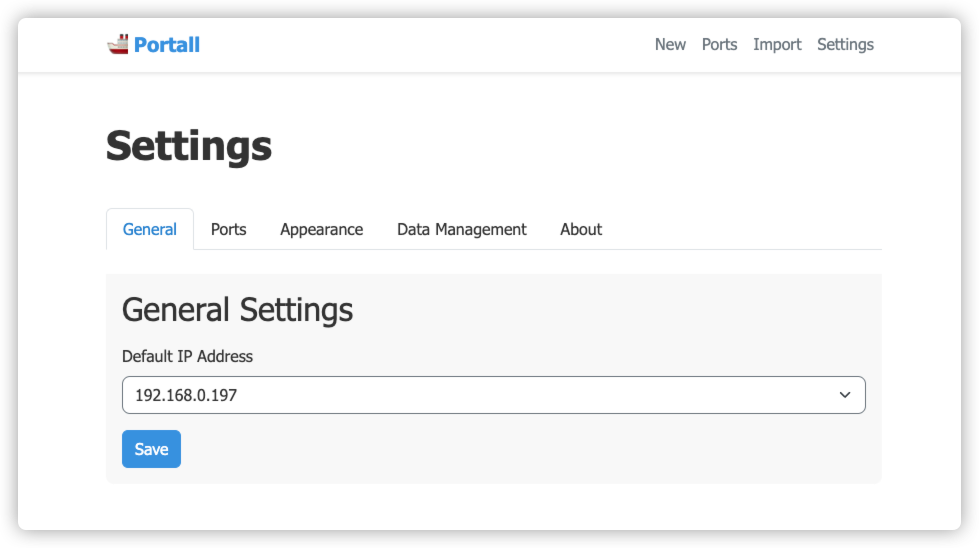 Portall
New Ports Import Settings
Settings
General Ports Appearance Data Management About
General Settings
Default IP Address
192.168.0.197
Save